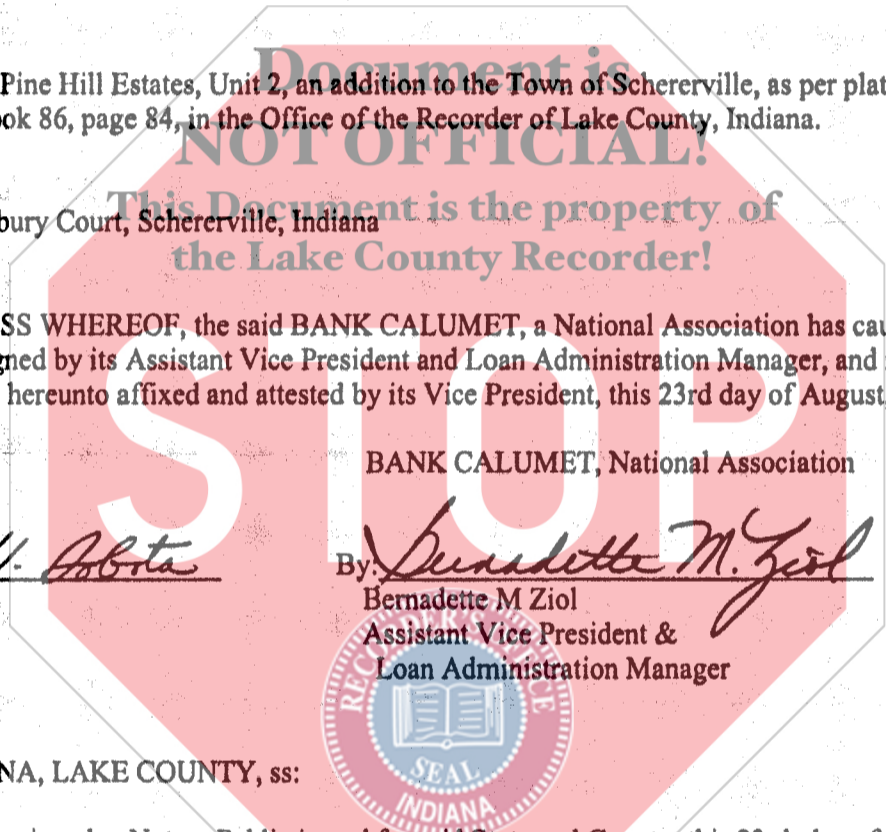 Document is
Pine Hill Estates, Unit 2, an addition to the Town of Schererville, as per plat
ok 86, page 84, in the Office of the Recorder of Lake County, Indiana.
NOT OFFICIAL!
This Document is the property of
bury Court, Schererville, Indiana
the Lake County Recorder!
SS WHEREOF, the said BANK CALUMET, a National Association has cau
gned by its Assistant Vice President and Loan Administration Manager, and
hereunto affixed and attested by its Vice President, this 23rd day of August
STOP
BANK CALUMET, National Association
Sobota
By: Bernadette M. Ziol
Bernadette M Ziol
Assistant Vice President &
Loan Administration Manager
RECORDER'S OFFICE
SEAL
INDIANA
NA, LAKE COUNTY, ss: